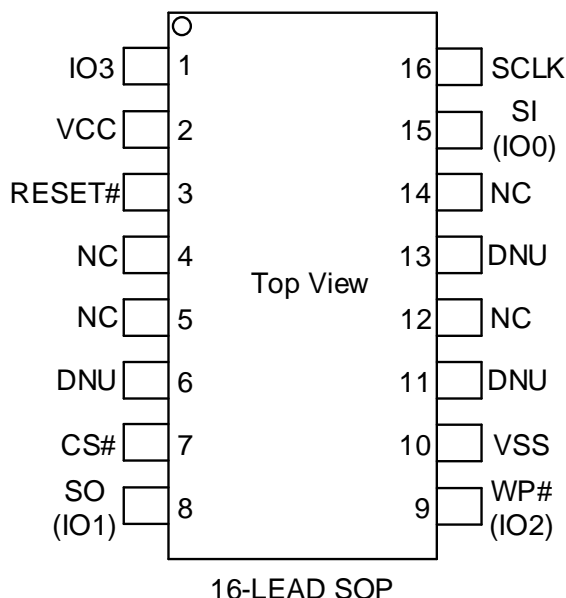 IO3 1 16 SCLK
VCC 2 15 SI
(IO0)
RESET# 3 14 NC
NC 4 13 DNU
Top View
NC 5 12 NC
DNU 6 11 DNU
CS# 7 10 VSS
SO
(IO1) 8 9 WP#
(IO2)
16-LEAD SOP